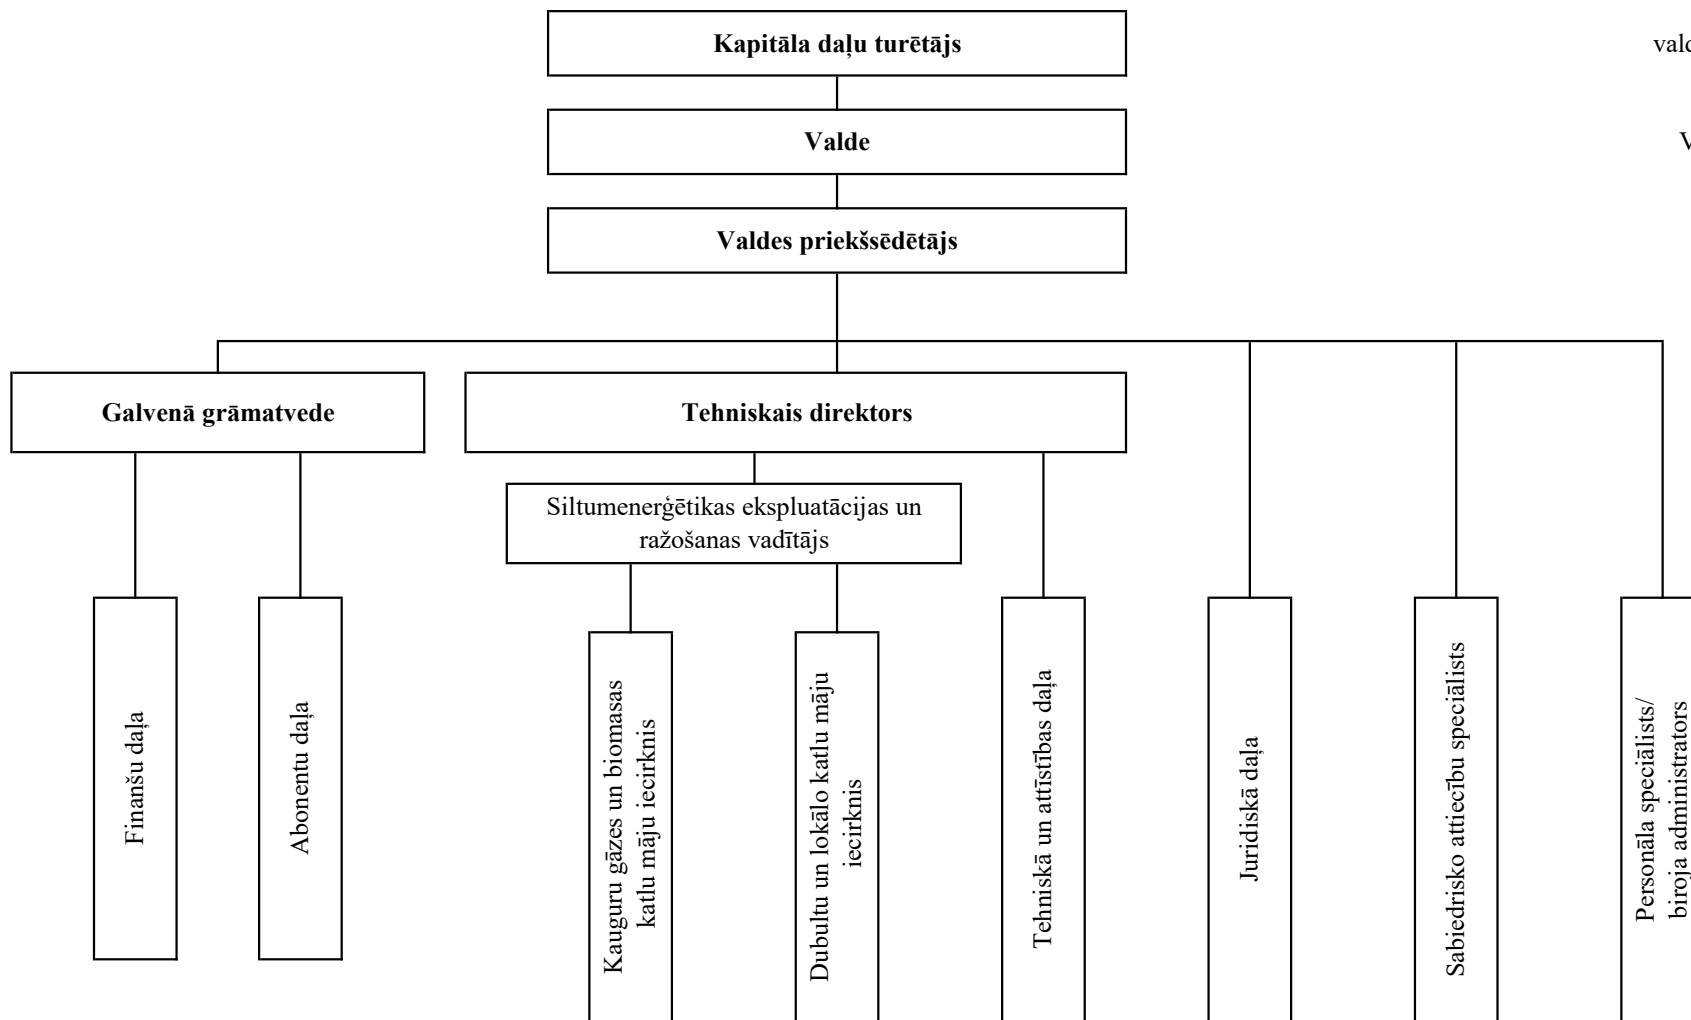 Kapitāla daļu turētājs
Valde
Valdes priekšsēdētājs
Galvenā grāmatvede
Tehniskais direktors
Siltumenerģētikas ekspluatācijas un
ražošanas vadītājs
Finanšu daļa
Abonentu daļa
Kauguru gāzes un biomasas
katlu māju iecirknis
Dubultu un lokālo katlu māju
iecirknis
Tehniskā un attīstības daļa
Juridiskā daļa
Sabiedrisko attiecību speciālists
Personāla speciālists/
biroja administrators